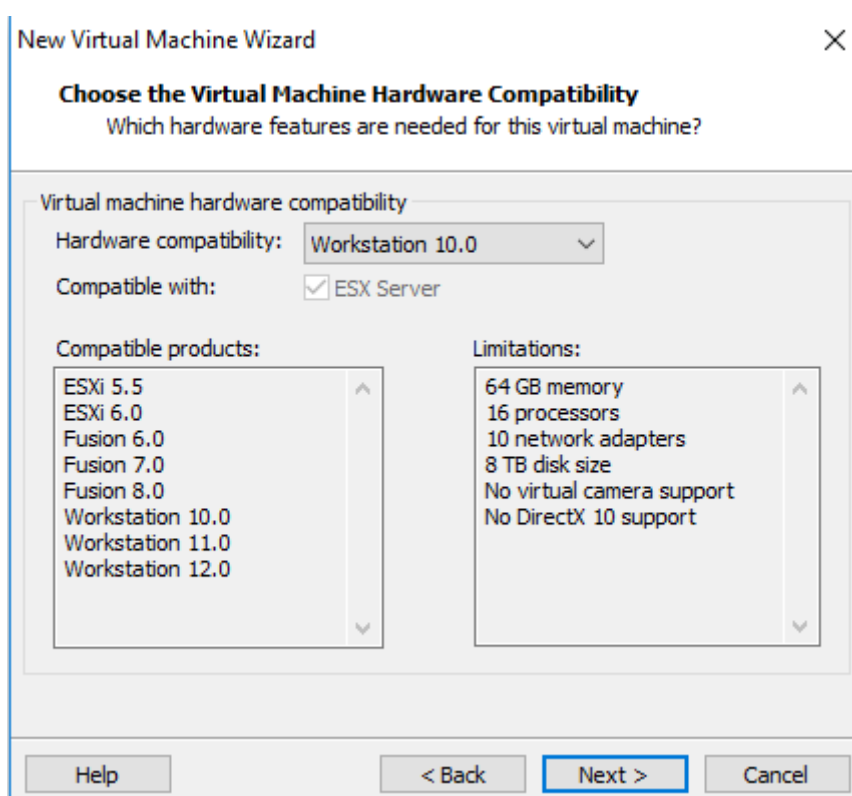 New Virtual Machine Wizard
Choose the Virtual Machine Hardware Compatibility
Which hardware features are needed for this virtual machine?
Virtual machine hardware compatibility
Hardware compatibility: Workstation 10.0
Compatible with: ESX Server
Compatible products:
ESXi 5.5
ESXi 6.0
Fusion 6.0
Fusion 7.0
Fusion 8.0
Workstation 10.0
Workstation 11.0
Workstation 12.0
Limitations:
64 GB memory
16 processors
10 network adapters
8 TB disk size
No virtual camera support
No DirectX 10 support
Help < Back Next > Cancel